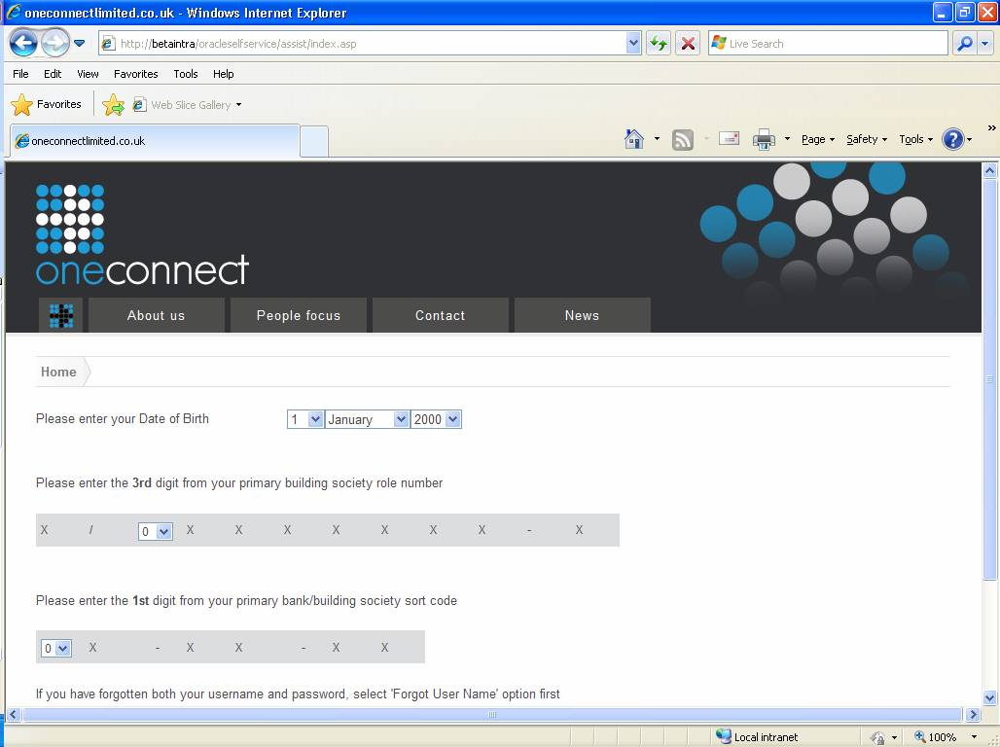 oneconnectlimited.co.uk - Windows Internet Explorer
http://betaintra/oracleselfservice/assist/index.asp
Live Search
File Edit View Favorites Tools Help
Favorites Web Slice Gallery
oneconnectlimited.co.uk
Page Safety Tools ? »
oneconnect
About us People focus Contact News
Home
Please enter your Date of Birth 1 January 2000
Please enter the 3rd digit from your primary building society role number
X / 0 X X X X X X X - X
Please enter the 1st digit from your primary bank/building society sort code
0 X - X X - X X
If you have forgotten both your username and password, select 'Forgot User Name' option first
Local intranet 100%